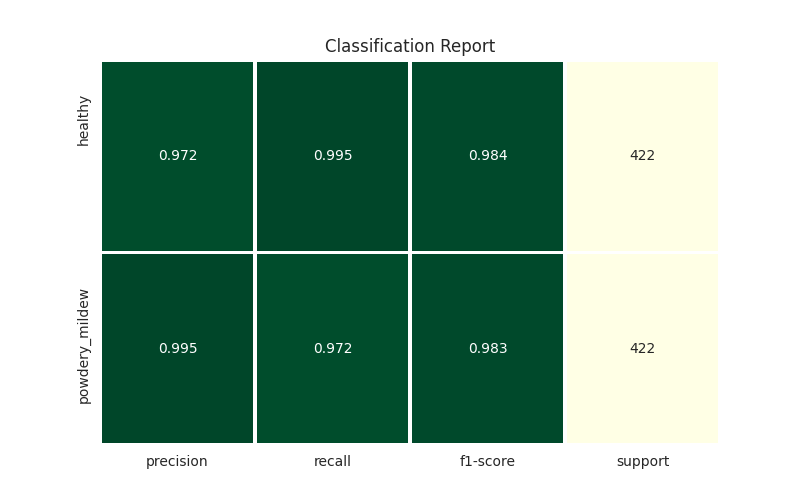 Classification Report
healthy
0.972 0.995 0.984 422
powdery_mildew
0.995 0.972 0.983 422
precision recall f1-score support